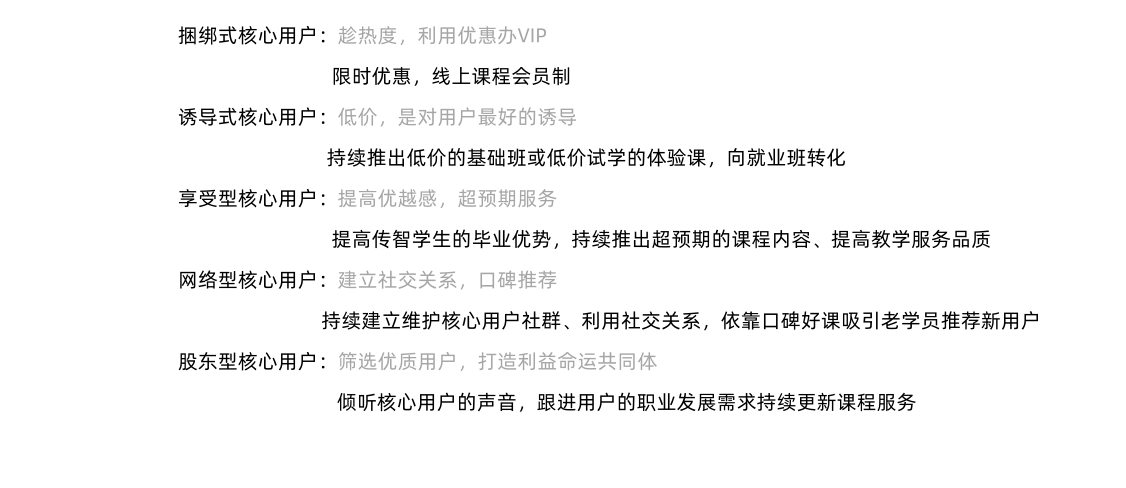 捆绑式核心用户：趁热度，利用优惠办VIP
限时优惠，线上课程会员制
诱导式核心用户：低价，是对用户最好的诱导
持续推出低价的基础班或低价试学的体验课，向就业班转化
享受型核心用户：提高优越感，超预期服务
提高传智学生的毕业优势，持续推出超预期的课程内容、提高教学服务品质
网络型核心用户：建立社交关系，口碑推荐
持续建立维护核心用户社群、利用社交关系，依靠口碑好课吸引老学员推荐新用户
股东型核心用户：筛选优质用户，打造利益命运共同体
倾听核心用户的声音，跟进用户的职业发展需求持续更新课程服务